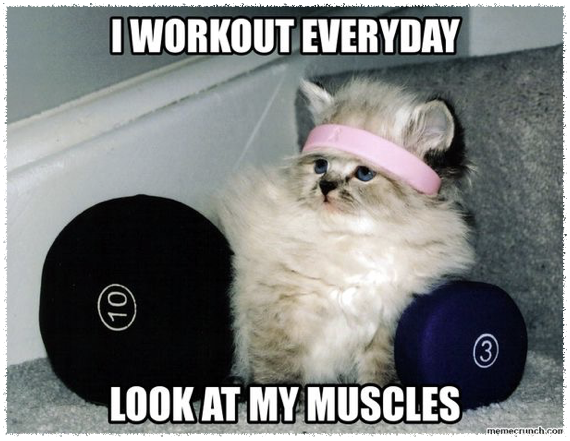 I WORKOUT EVERYDAY
10
3
LOOK AT MY MUSCLES
memecrunch.com